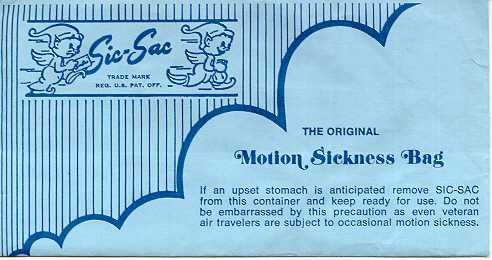 Sic-Sac
TRADE MARK
REG. U.S. PAT. OFF.
THE ORIGINAL
Motion Sickness Bag
If an upset stomach is anticipated remove SIC-SAC
from this container and keep ready for use. Do not
be embarrassed by this precaution as even veteran
air travelers are subject to occasional motion sickness.